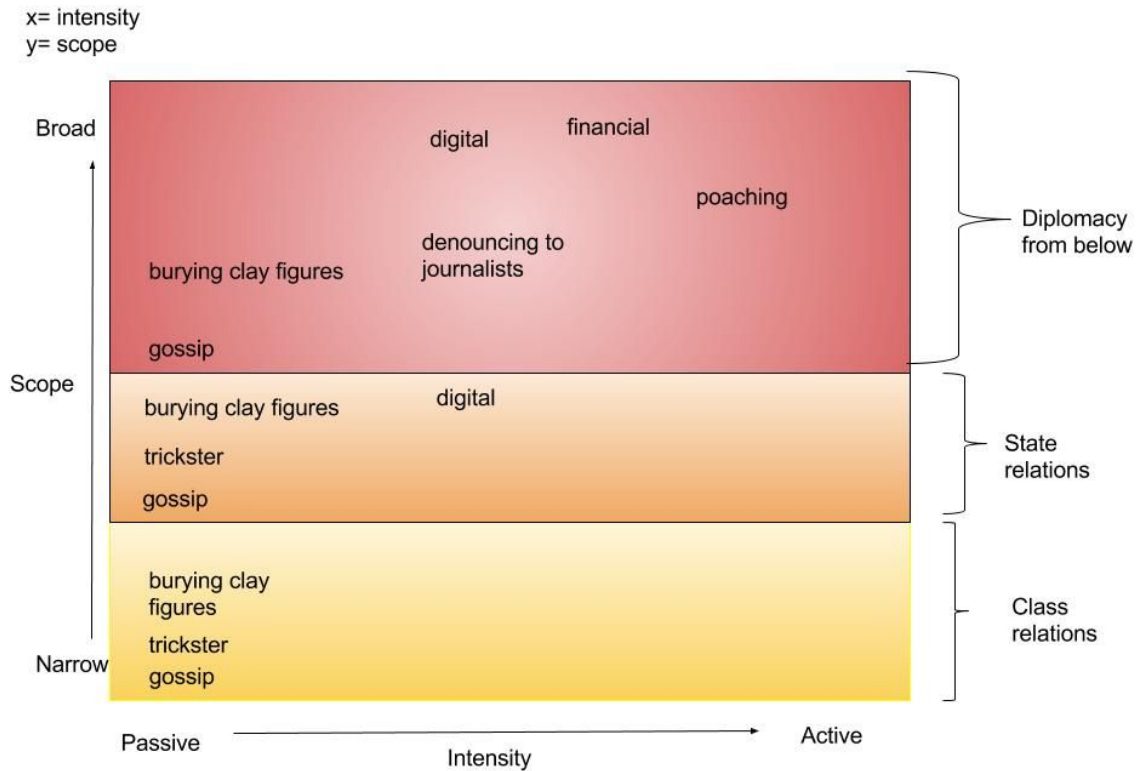 x= intensity
y= scope
Broad
digital
financial
poaching
denouncing to
journalists
burying clay figures
gossip
Diplomacy
from below
Scope
burying clay figures
digital
trickster
gossip
State
relations
burying clay
figures
trickster
gossip
Class
relations
Narrow
Passive
Intensity
Active